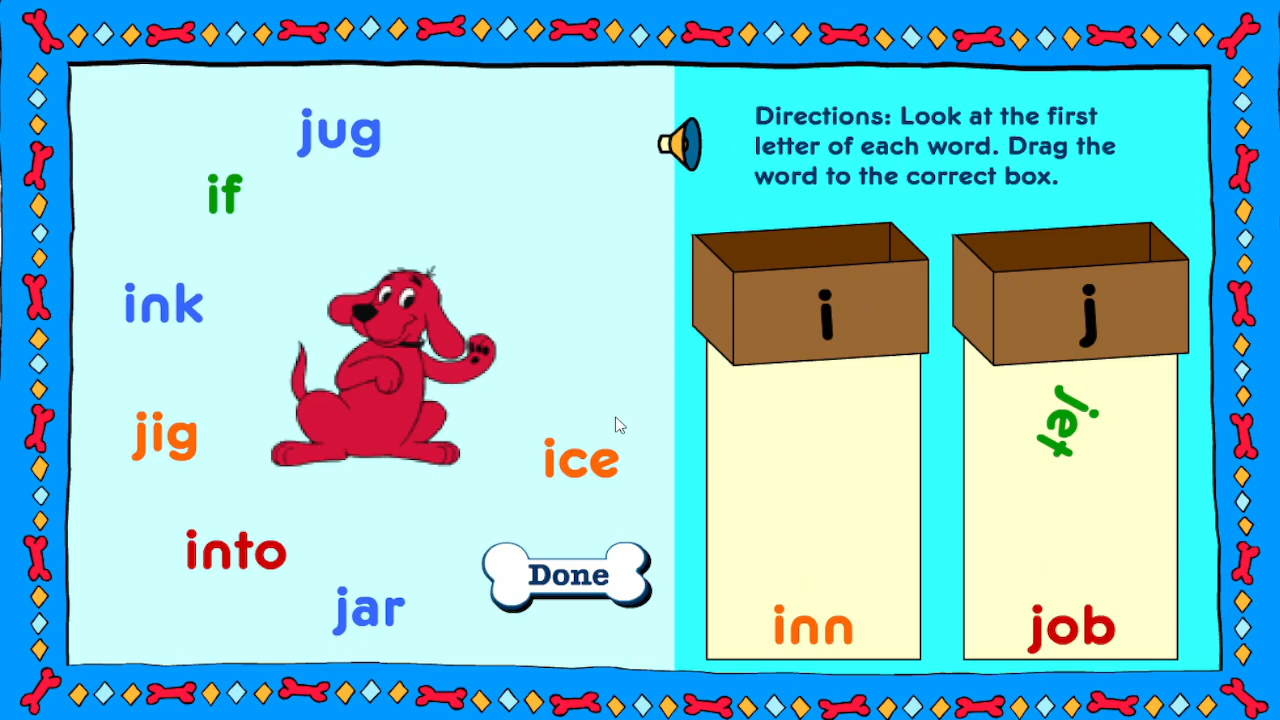 jug
if
ink
jig
ice
into
jar
Done
Directions: Look at the first
letter of each word. Drag the
word to the correct box.
i
j
jet
inn
job